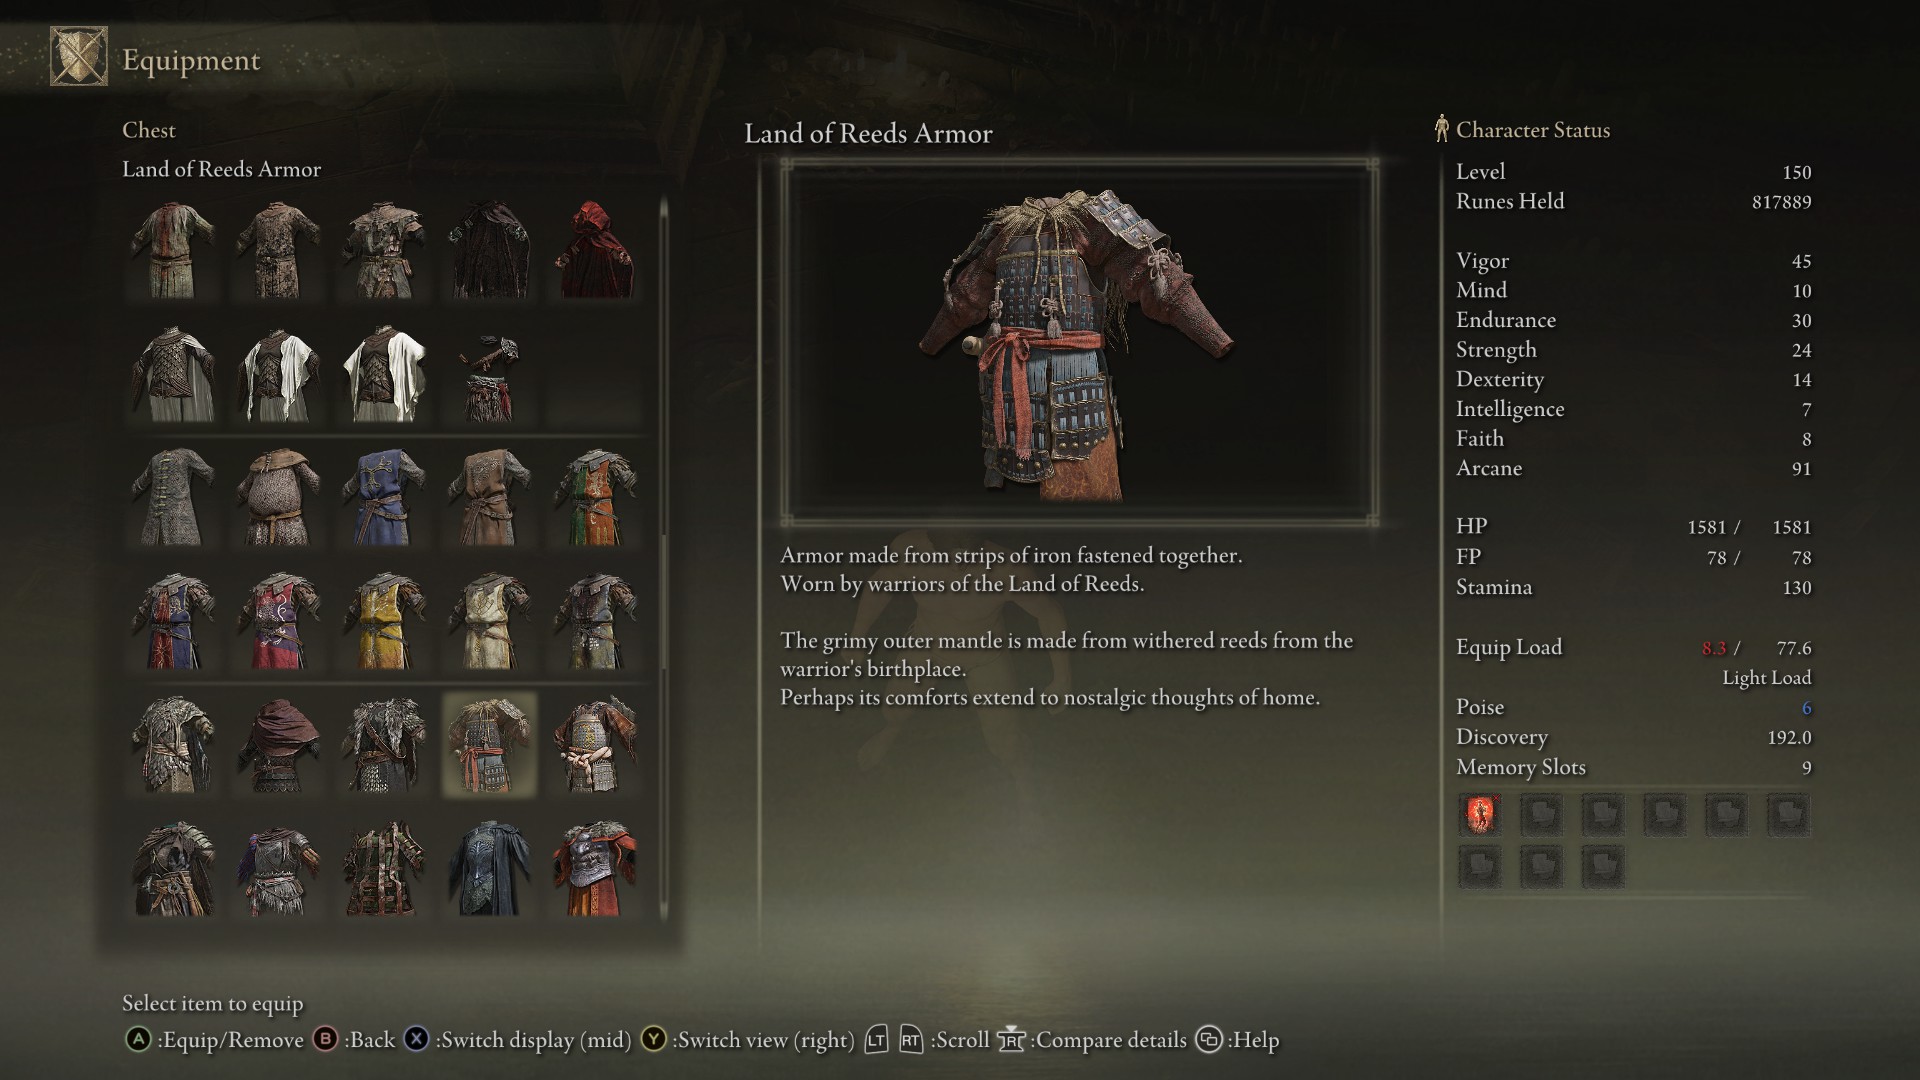 Equipment
Chest
Land of Reeds Armor
Land of Reeds Armor
Armor made from strips of iron fastened together.
Worn by warriors of the Land of Reeds.
The grimy outer mantle is made from withered reeds from the
warrior's birthplace.
Perhaps its comforts extend to nostalgic thoughts of home.
Character Status
Level 150
Runes Held 817889
Vigor 45
Mind 10
Endurance 30
Strength 24
Dexterity 14
Intelligence 7
Faith 8
Arcane 91
HP 1581 / 1581
FP 78 / 78
Stamina 130
Equip Load 8.3 / 77.6
Light Load
Poise 6
Discovery 192.0
Memory Slots 9
Select item to equip
A :Equip/Remove B :Back X :Switch display (mid) Y :Switch view (right) LT RT :Scroll R :Compare details :Help